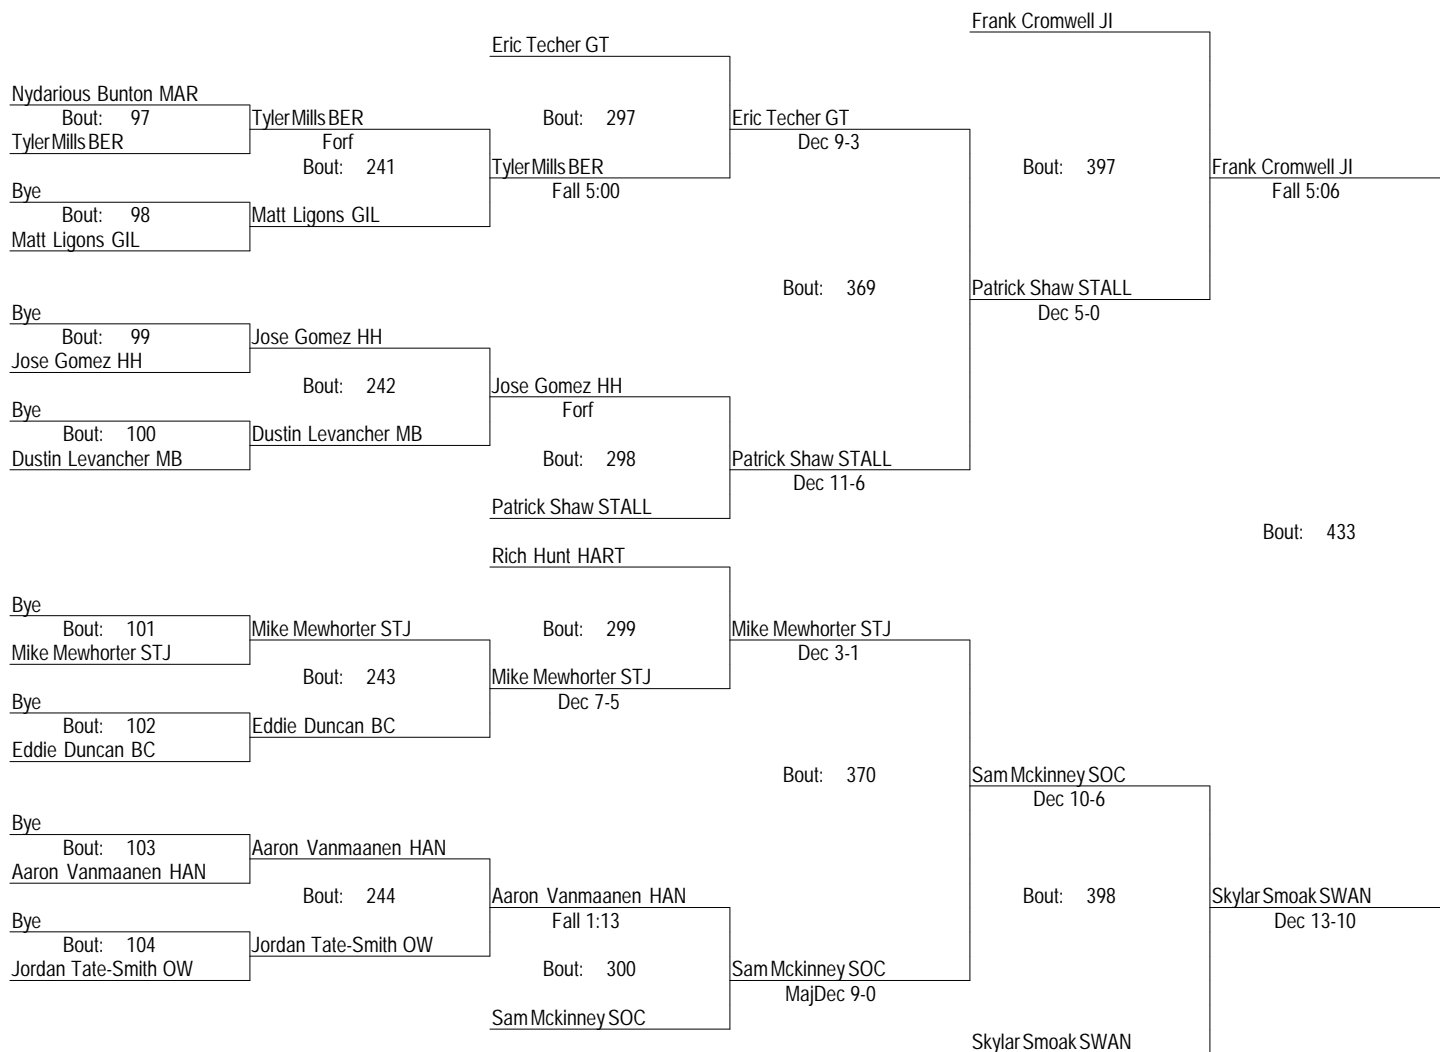 Frank Cromwell JI
Eric Techer GT
Nydarious Bunton MAR
Bout: 97
Tyler Mills BER
Tyler Mills BER
Forf
Bout: 297
Eric Techer GT
Dec 9-3
Bout: 241
Tyler Mills BER
Fall 5:00
Bout: 397
Frank Cromwell JI
Fall 5:06
Bye
Bout: 98
Matt Ligons GIL
Matt Ligons GIL
Bout: 369
Patrick Shaw STALL
Dec 5-0
Bye
Bout: 99
Jose Gomez HH
Jose Gomez HH
Bout: 242
Jose Gomez HH
Forf
Bye
Bout: 100
Dustin Levancher MB
Dustin Levancher MB
Bout: 298
Patrick Shaw STALL
Dec 11-6
Patrick Shaw STALL
Bout: 433
Rich Hunt HART
Bye
Bout: 101
Mike Mewhorter STJ
Mike Mewhorter STJ
Bout: 299
Mike Mewhorter STJ
Dec 3-1
Bout: 243
Mike Mewhorter STJ
Dec 7-5
Bye
Bout: 102
Eddie Duncan BC
Eddie Duncan BC
Bout: 370
Sam Mckinney SOC
Dec 10-6
Bye
Bout: 103
Aaron Vanmaanen HAN
Aaron Vanmaanen HAN
Bout: 244
Aaron Vanmaanen HAN
Fall 1:13
Bout: 398
Skylar Smoak SWAN
Dec 13-10
Bye
Bout: 104
Jordan Tate-Smith OW
Jordan Tate-Smith OW
Bout: 300
Sam Mckinney SOC
MajDec 9-0
Sam Mckinney SOC
Skylar Smoak SWAN